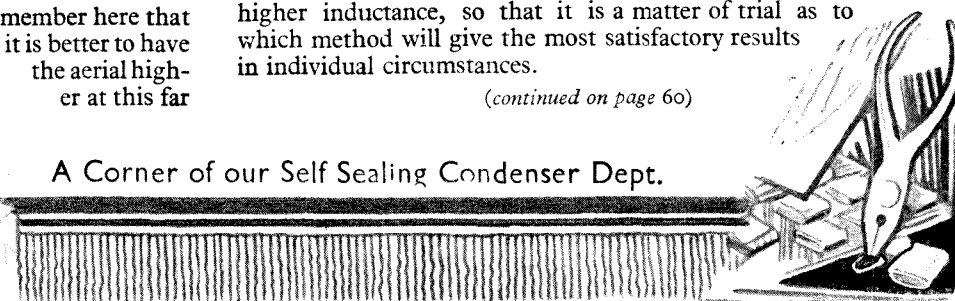 member here that
it is better to have
the aerial high-
er at this far
higher inductance, so that it is a matter of trial as to
which method will give the most satisfactory results
in individual circumstances.
(continued on page 60)
A Corner of our Self Sealing Condenser Dept.